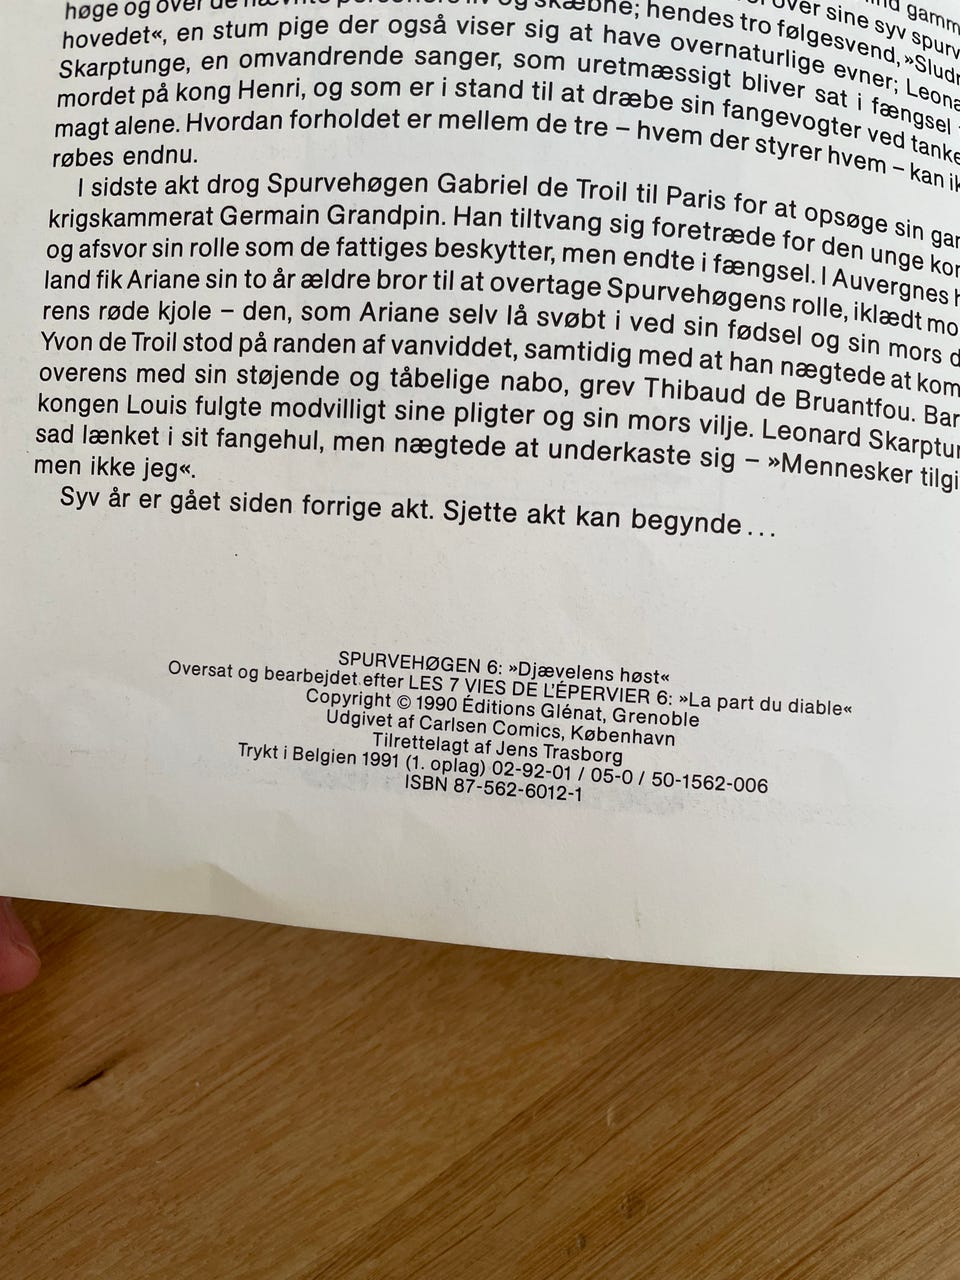 høge og over de nævnte personers liv og skæbne; hendes tro følgesvend, »Slud
hovedet«, en stum pige der også viser sig at have overnaturlige evner; Leona
Skarptunge, en omvandrende sanger, som uretmæssigt bliver sat i fængsel
mordet på kong Henri, og som er i stand til at dræbe sin fangevogter ved tanke
magt alene. Hvordan forholdet er mellem de tre – hvem der styrer hvem – kan ik
røbes endnu.
I sidste akt drog Spurvehøgen Gabriel de Troil til Paris for at opsøge sin gam
krigskammerat Germain Grandpin. Han tiltvang sig foretræde for den unge kon
og afsvor sin rolle som de fattiges beskytter, men endte i fængsel. I Auvergnes h
land fik Ariane sin to år ældre bror til at overtage Spurvehøgens rolle, iklædt mo
rens røde kjole – den, som Ariane selv lå svøbt i ved sin fødsel og sin mors d
Yvon de Troil stod på randen af vanviddet, samtidig med at han nægtede at kom
overens med sin støjende og tåbelige nabo, grev Thibaud de Bruantfou. Bar
kongen Louis fulgte modvilligt sine pligter og sin mors vilje. Leonard Skarptun
sad lænket i sit fangehul, men nægtede at underkaste sig – »Mennesker tilgi
men ikke jeg«.
Syv år er gået siden forrige akt. Sjette akt kan begynde...
SPURVEHØGEN 6: »Djævelens høst«
Oversat og bearbejdet efter LES 7 VIES DE L'ÉPERVIER 6: »La part du diable«
Copyright © 1990 Éditions Glénat, Grenoble
Udgivet af Carlsen Comics, København
Tilrettelagt af Jens Trasborg
Trykt i Belgien 1991 (1. oplag) 02-92-01 / 05-0 / 50-1562-006
ISBN 87-562-6012-1